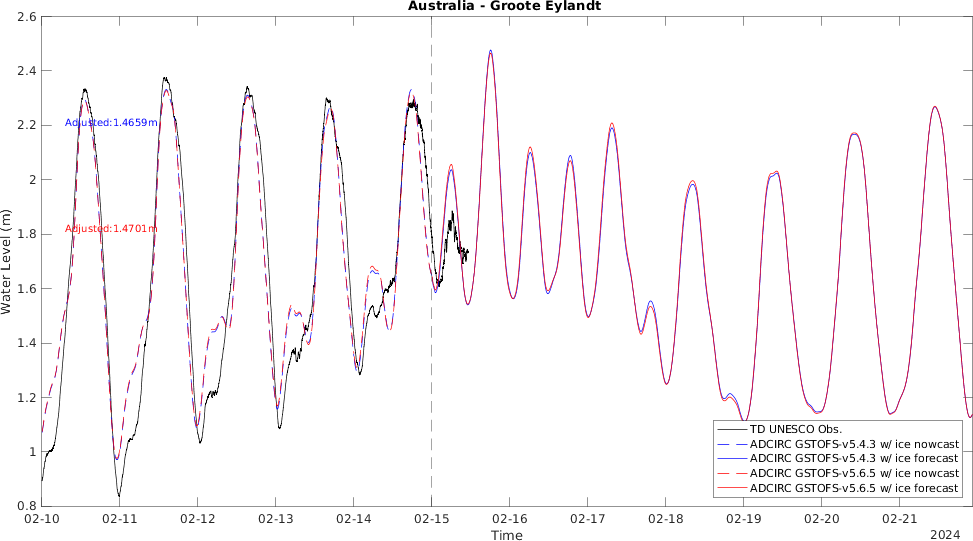 Australia - Groote Eylandt
2.6
2.4
2.2
2
1.8
1.6
1.4
1.2
1
0.8
Water Level (m)
Adjusted:1.4659m
Adjusted:1.4701m
TD UNESCO Obs.
ADCIRC GSTOFS-v5.4.3 w/ ice nowcast
ADCIRC GSTOFS-v5.4.3 w/ ice forecast
ADCIRC GSTOFS-v5.6.5 w/ ice nowcast
ADCIRC GSTOFS-v5.6.5 w/ ice forecast
02-10 02-11 02-12 02-13 02-14 02-15 02-16 02-17 02-18 02-19 02-20 02-21
Time
2024